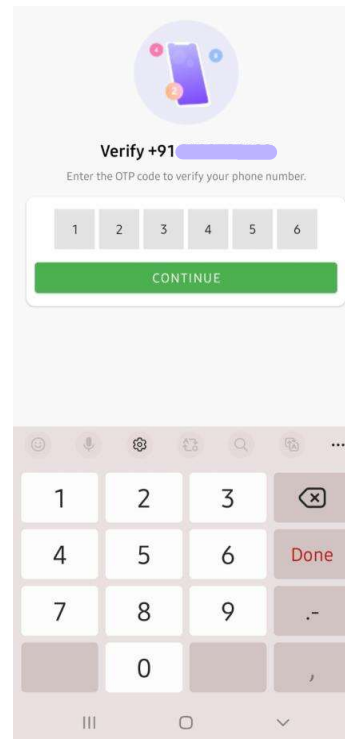 Verify +91
Enter the OTP code to verify your phone number.
1 2 3 4 5 6
CONTINUE
1 2 3
4 5 6 Done
7 8 9 .-
0 ,